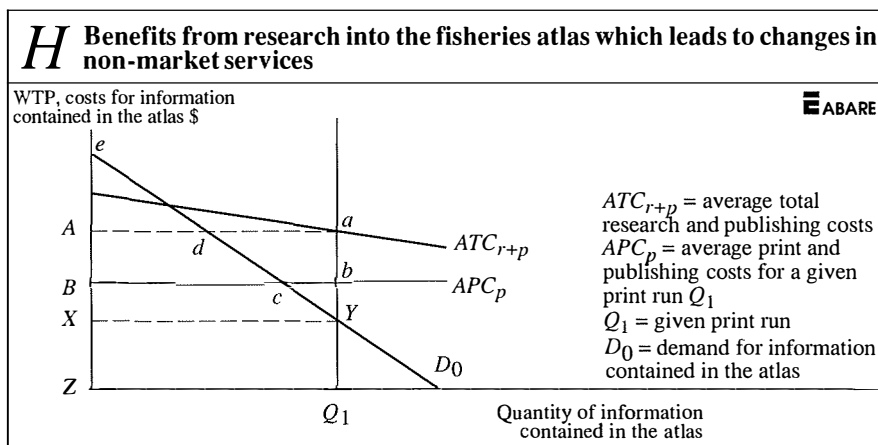 H Benefits from research into the fisheries atlas which leads to changes in
non-market services
WTP, costs for information
contained in the atlas $
ABARE
e
A
d
a
ATCr+p
B
c
b
APCp
X
Y
Z
D0
Q1
Quantity of information
contained in the atlas
ATCr+p = average total
research and publishing costs
APCp = average print and
publishing costs for a given
print run Q1
Q1 = given print run
D0 = demand for information
contained in the atlas